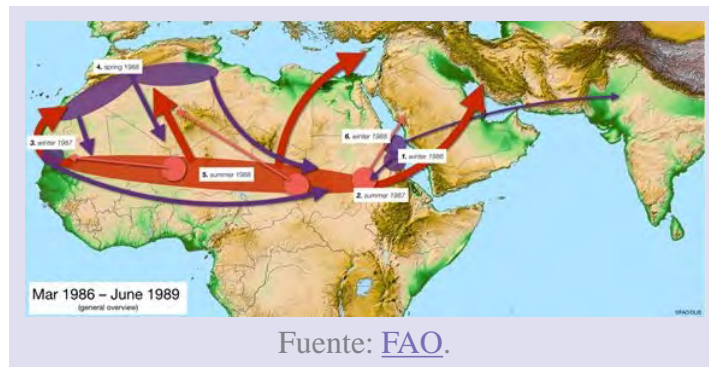 4. spring 1988
3. winter 1987
5. summer 1988
6. winter 1988
1. winter 1986
2. summer 1987
Mar 1986 – June 1989
(general overview)
©FAO/DLIS
Fuente: FAO.